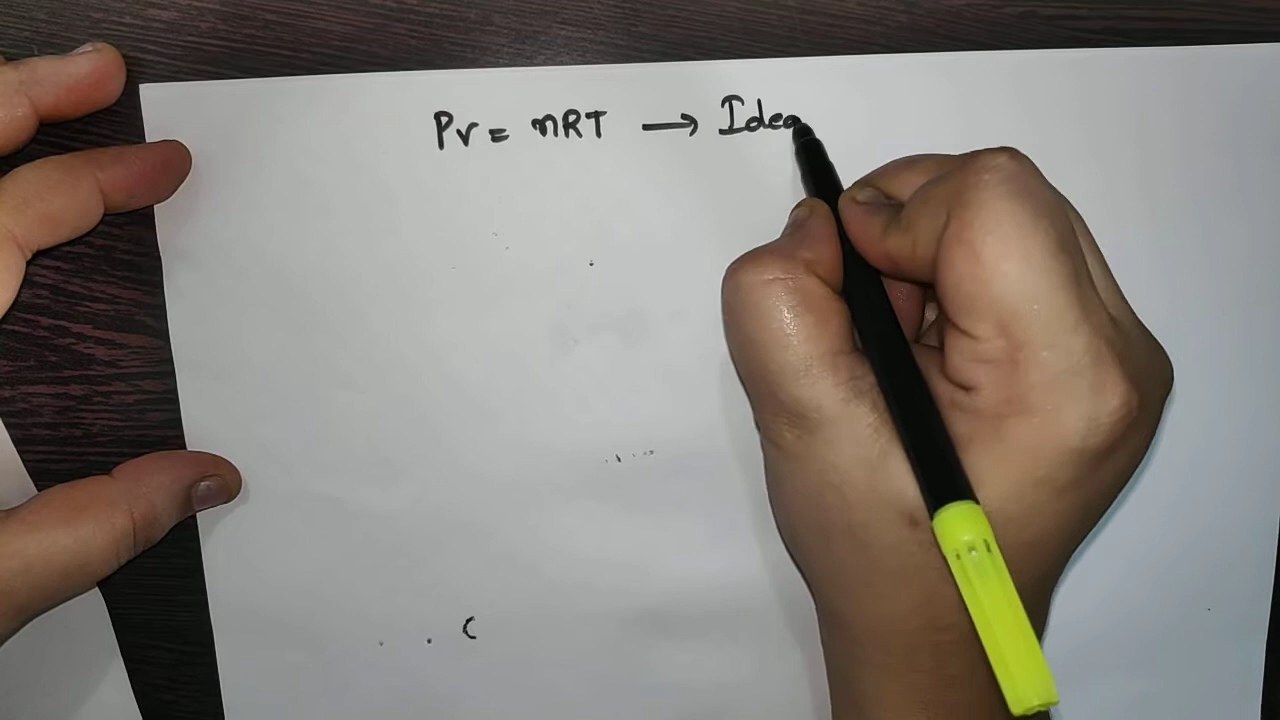 Pv = nRT → Idea
C